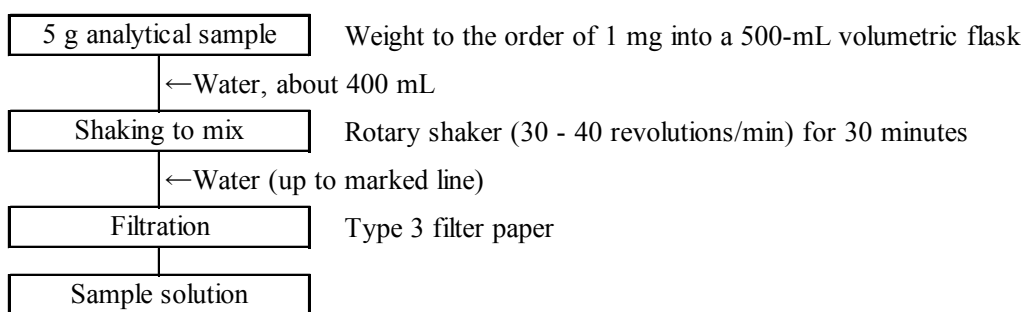 5 g analytical sample Weight to the order of 1 mg into a 500-mL volumetric flask
←Water, about 400 mL
Shaking to mix Rotary shaker (30 - 40 revolutions/min) for 30 minutes
←Water (up to marked line)
Filtration Type 3 filter paper
Sample solution